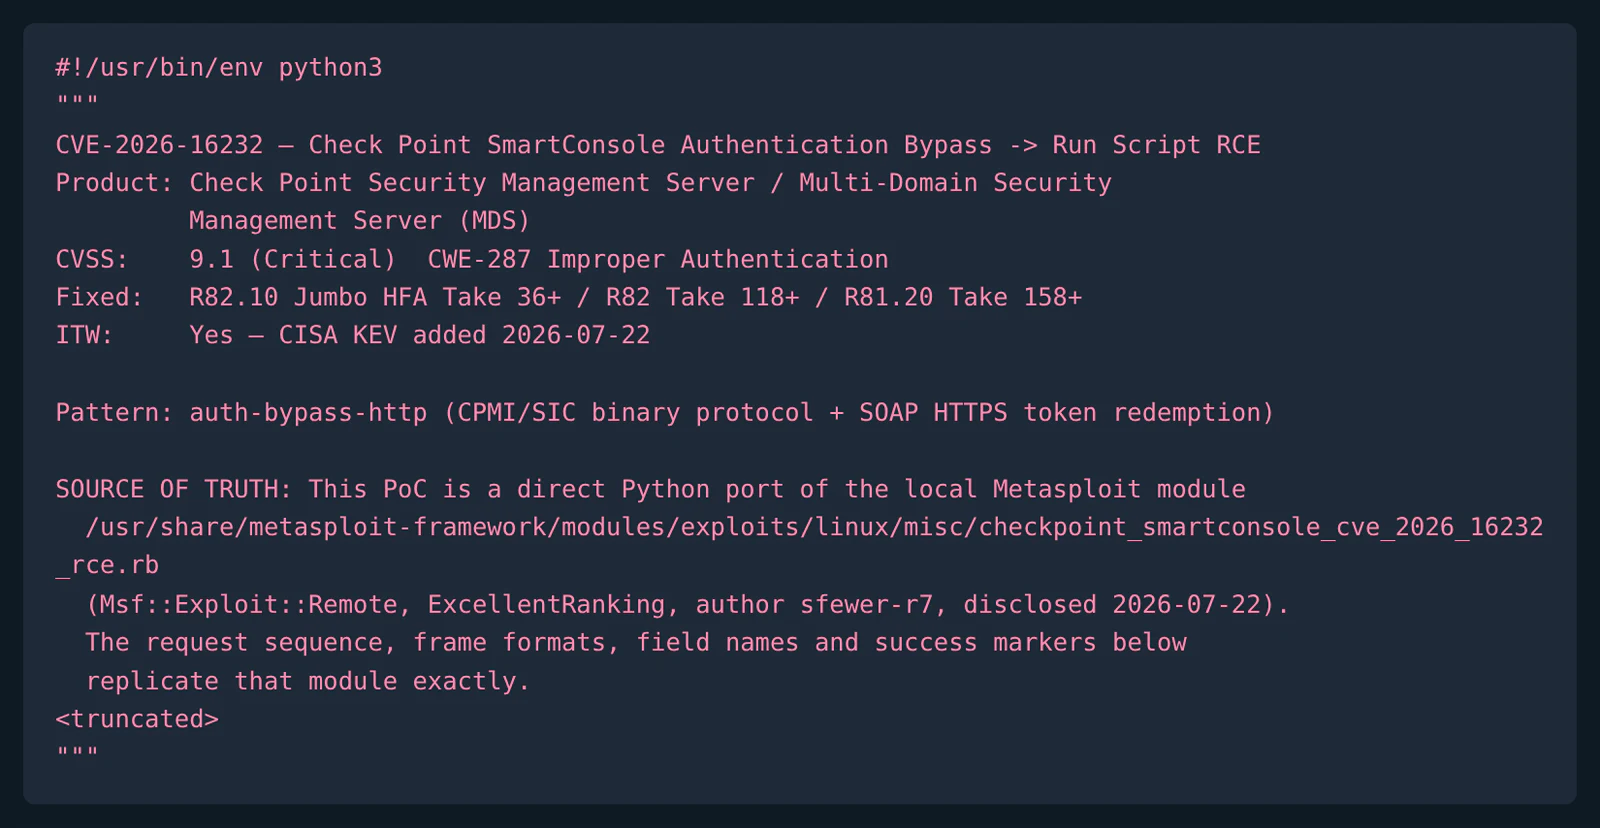 #!/usr/bin/env python3
"""
CVE-2026-16232 — Check Point SmartConsole Authentication Bypass -> Run Script RCE
Product: Check Point Security Management Server / Multi-Domain Security
         Management Server (MDS)
CVSS:    9.1 (Critical)  CWE-287 Improper Authentication
Fixed:   R82.10 Jumbo HFA Take 36+ / R82 Take 118+ / R81.20 Take 158+
ITW:     Yes — CISA KEV added 2026-07-22

Pattern: auth-bypass-http (CPMI/SIC binary protocol + SOAP HTTPS token redemption)

SOURCE OF TRUTH: This PoC is a direct Python port of the local Metasploit module
  /usr/share/metasploit-framework/modules/exploits/linux/misc/checkpoint_smartconsole_cve_2026_16232
_rce.rb
  (Msf::Exploit::Remote, ExcellentRanking, author sfewer-r7, disclosed 2026-07-22).
  The request sequence, frame formats, field names and success markers below
  replicate that module exactly.
<truncated>
"""